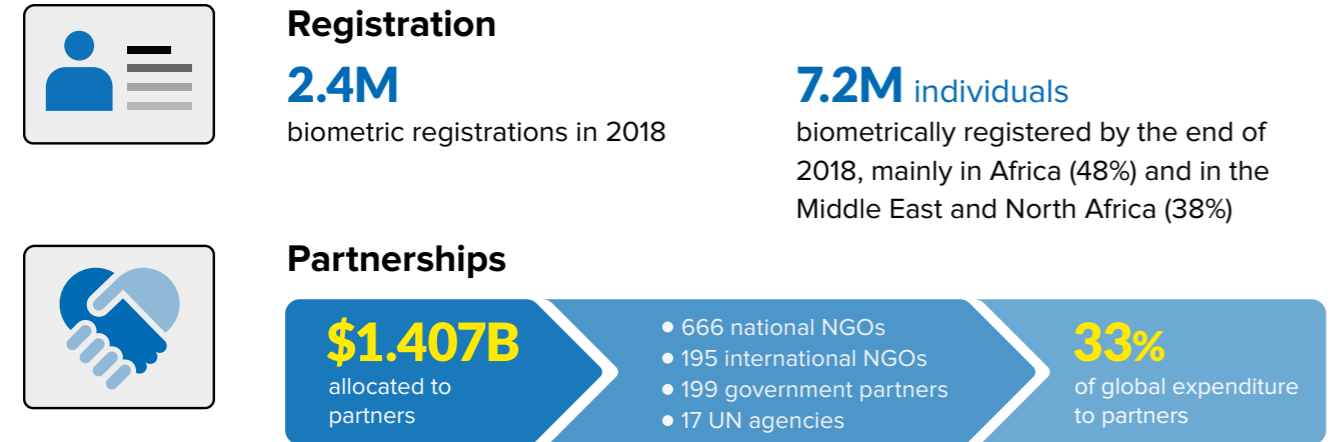 Registration
2.4M
biometric registrations in 2018
7.2M individuals
biometrically registered by the end of
2018, mainly in Africa (48%) and in the
Middle East and North Africa (38%)
Partnerships
$1.407B
allocated to
partners
● 666 national NGOs
● 195 international NGOs
● 199 government partners
● 17 UN agencies
33%
of global expenditure
to partners